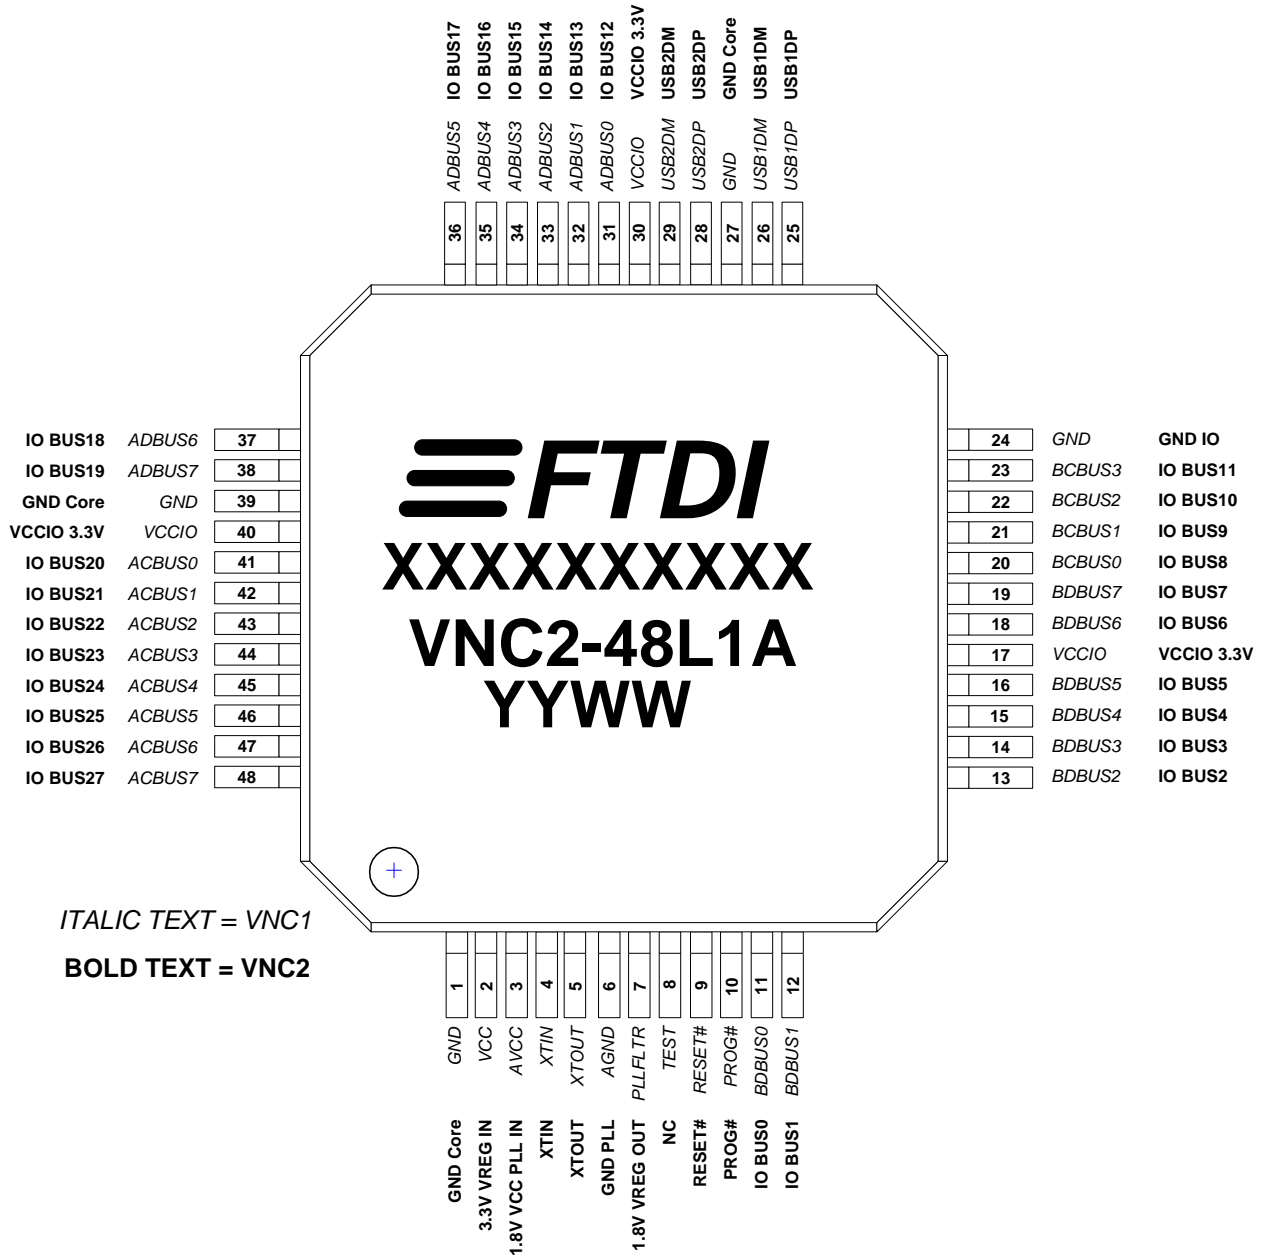 IO BUS17 IO BUS16 IO BUS15 IO BUS14 IO BUS13 IO BUS12 VCCIO 3.3V USB2DM USB2DP GND Core USB1DM USB1DP
ADBUS5 ADBUS4 ADBUS3 ADBUS2 ADBUS1 ADBUS0 VCCIO USB2DM USB2DP GND USB1DM USB1DP
36 35 34 33 32 31 30 29 28 27 26 25
IO BUS18 ADBUS6 37
IO BUS19 ADBUS7 38
GND Core GND 39
VCCIO 3.3V VCCIO 40
IO BUS20 ACBUS0 41
IO BUS21 ACBUS1 42
IO BUS22 ACBUS2 43
IO BUS23 ACBUS3 44
IO BUS24 ACBUS4 45
IO BUS25 ACBUS5 46
IO BUS26 ACBUS6 47
IO BUS27 ACBUS7 48
FTDI
XXXXXXXXXX
VNC2-48L1A
YYWW
24 GND GND IO
23 BCBUS3 IO BUS11
22 BCBUS2 IO BUS10
21 BCBUS1 IO BUS9
20 BCBUS0 IO BUS8
19 BDBUS7 IO BUS7
18 BDBUS6 IO BUS6
17 VCCIO VCCIO 3.3V
16 BDBUS5 IO BUS5
15 BDBUS4 IO BUS4
14 BDBUS3 IO BUS3
13 BDBUS2 IO BUS2
ITALIC TEXT = VNC1
BOLD TEXT = VNC2
1 2 3 4 5 6 7 8 9 10 11 12
GND VCC AVCC XTIN XTOUT AGND PLLFLTR TEST RESET# PROG# BDBUS0 BDBUS1
GND Core 3.3V VREG IN 1.8V VCC PLL IN XTIN XTOUT GND PLL 1.8V VREG OUT NC RESET# PROG# IO BUS0 IO BUS1